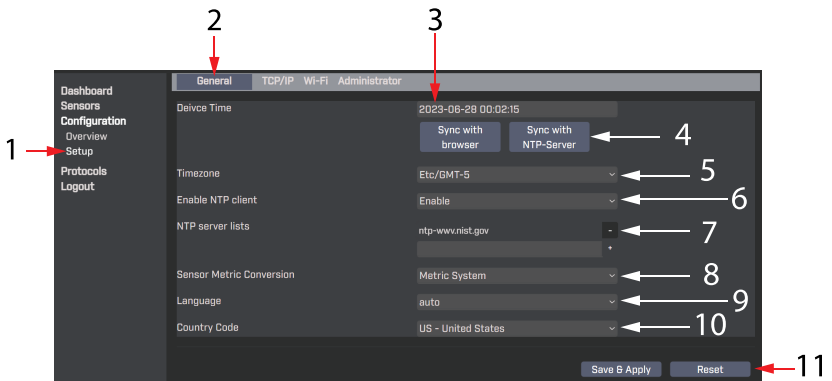 2
3
General TCP/IP Wi-Fi Administrator
Dashboard
Sensors
Configuration
Overview
Setup
Protocols
Logout
1
Deivce Time 2023-06-28 00:02:15
Sync with browser Sync with NTP-Server 4
Timezone Etc/GMT-5 5
Enable NTP client Enable 6
NTP server lists ntp-wwv.nist.gov - 7
+
Sensor Metric Conversion Metric System 8
Language auto 9
Country Code US - United States 10
Save & Apply Reset 11